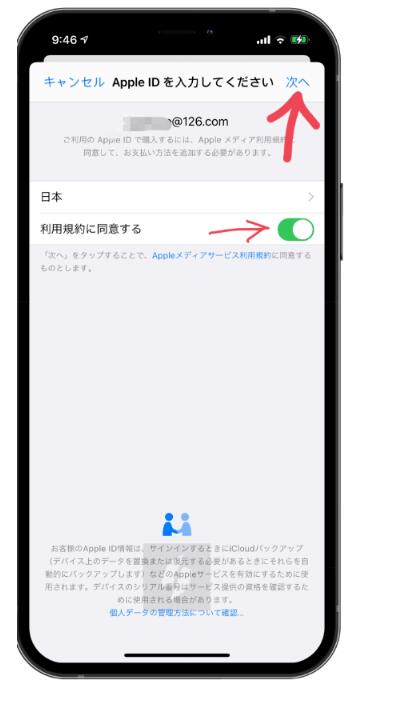 9:46
キャンセル Apple ID を入力してください 次へ
@126.com
ご利用の Apple ID で購入するには、Apple メディア利用規約に
同意して、お支払い方法を追加する必要があります。
日本
利用規約に同意する
「次へ」をタップすることで、Appleメディアサービス利用規約に同意する
ものとします。
お客様のApple ID情報は、サインインするときにiCloudバックアップ
（デバイス上のデータを置換または復元する必要があるときにそれらを自
動的にバックアップします）などのAppleサービスを有効にするために使
用されます。デバイスのシリアル番号はサービス提供の資格を確認するた
めに使用される場合があります。
個人データの管理方法について確認...